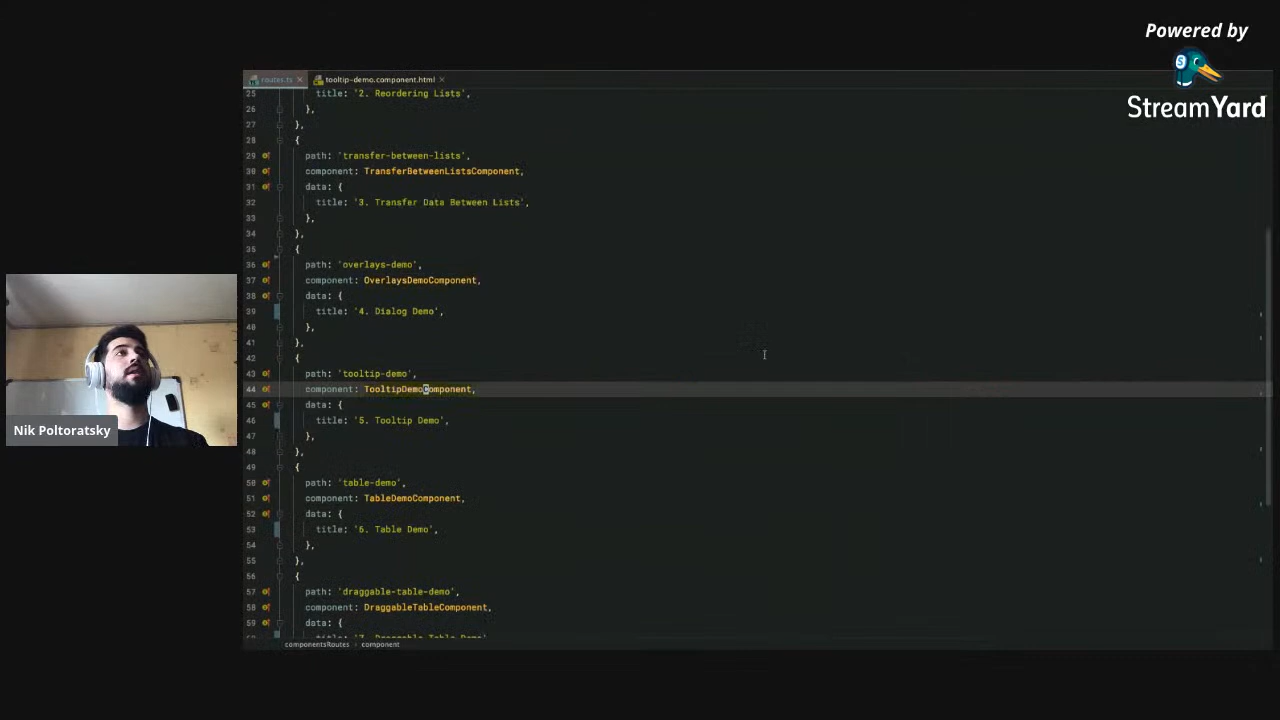 Powered by
StreamYard
routes.ts
tooltip-demo.component.html
25 title: '2. Reordering Lists',
26 },
27 },
28 {
29 path: 'transfer-between-lists',
30 component: TransferBetweenListsComponent,
31 data: {
32 title: '3. Transfer Data Between Lists',
33 },
34 },
35 {
36 path: 'overlays-demo',
37 component: OverlaysDemoComponent,
38 data: {
39 title: '4. Dialog Demo',
40 },
41 },
42 {
43 path: 'tooltip-demo',
44 component: TooltipDemoComponent,
45 data: {
46 title: '5. Tooltip Demo',
47 },
48 },
49 {
50 path: 'table-demo',
51 component: TableDemoComponent,
52 data: {
53 title: '6. Table Demo',
54 },
55 },
56 {
57 path: 'draggable-table-demo',
58 component: DraggableTableComponent,
59 data: {
title: '7. Draggable Table Demo'
componentsRoutes › component
Nik Poltoratsky